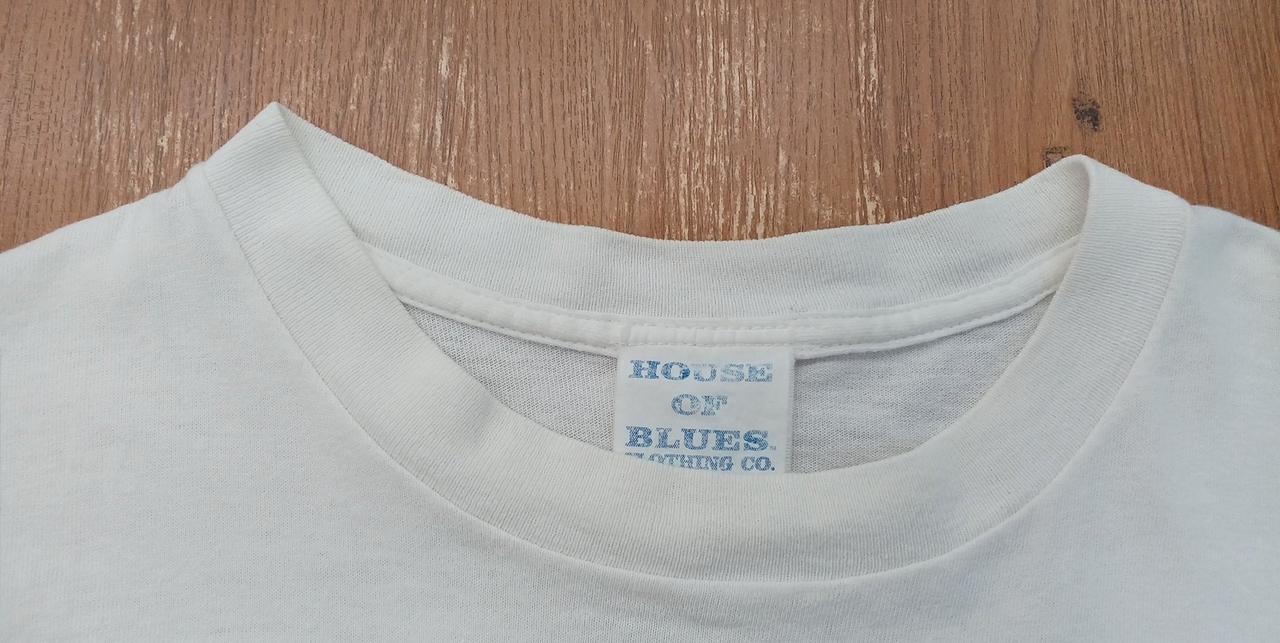 HOUSE
OF
BLUES
CLOTHING CO.